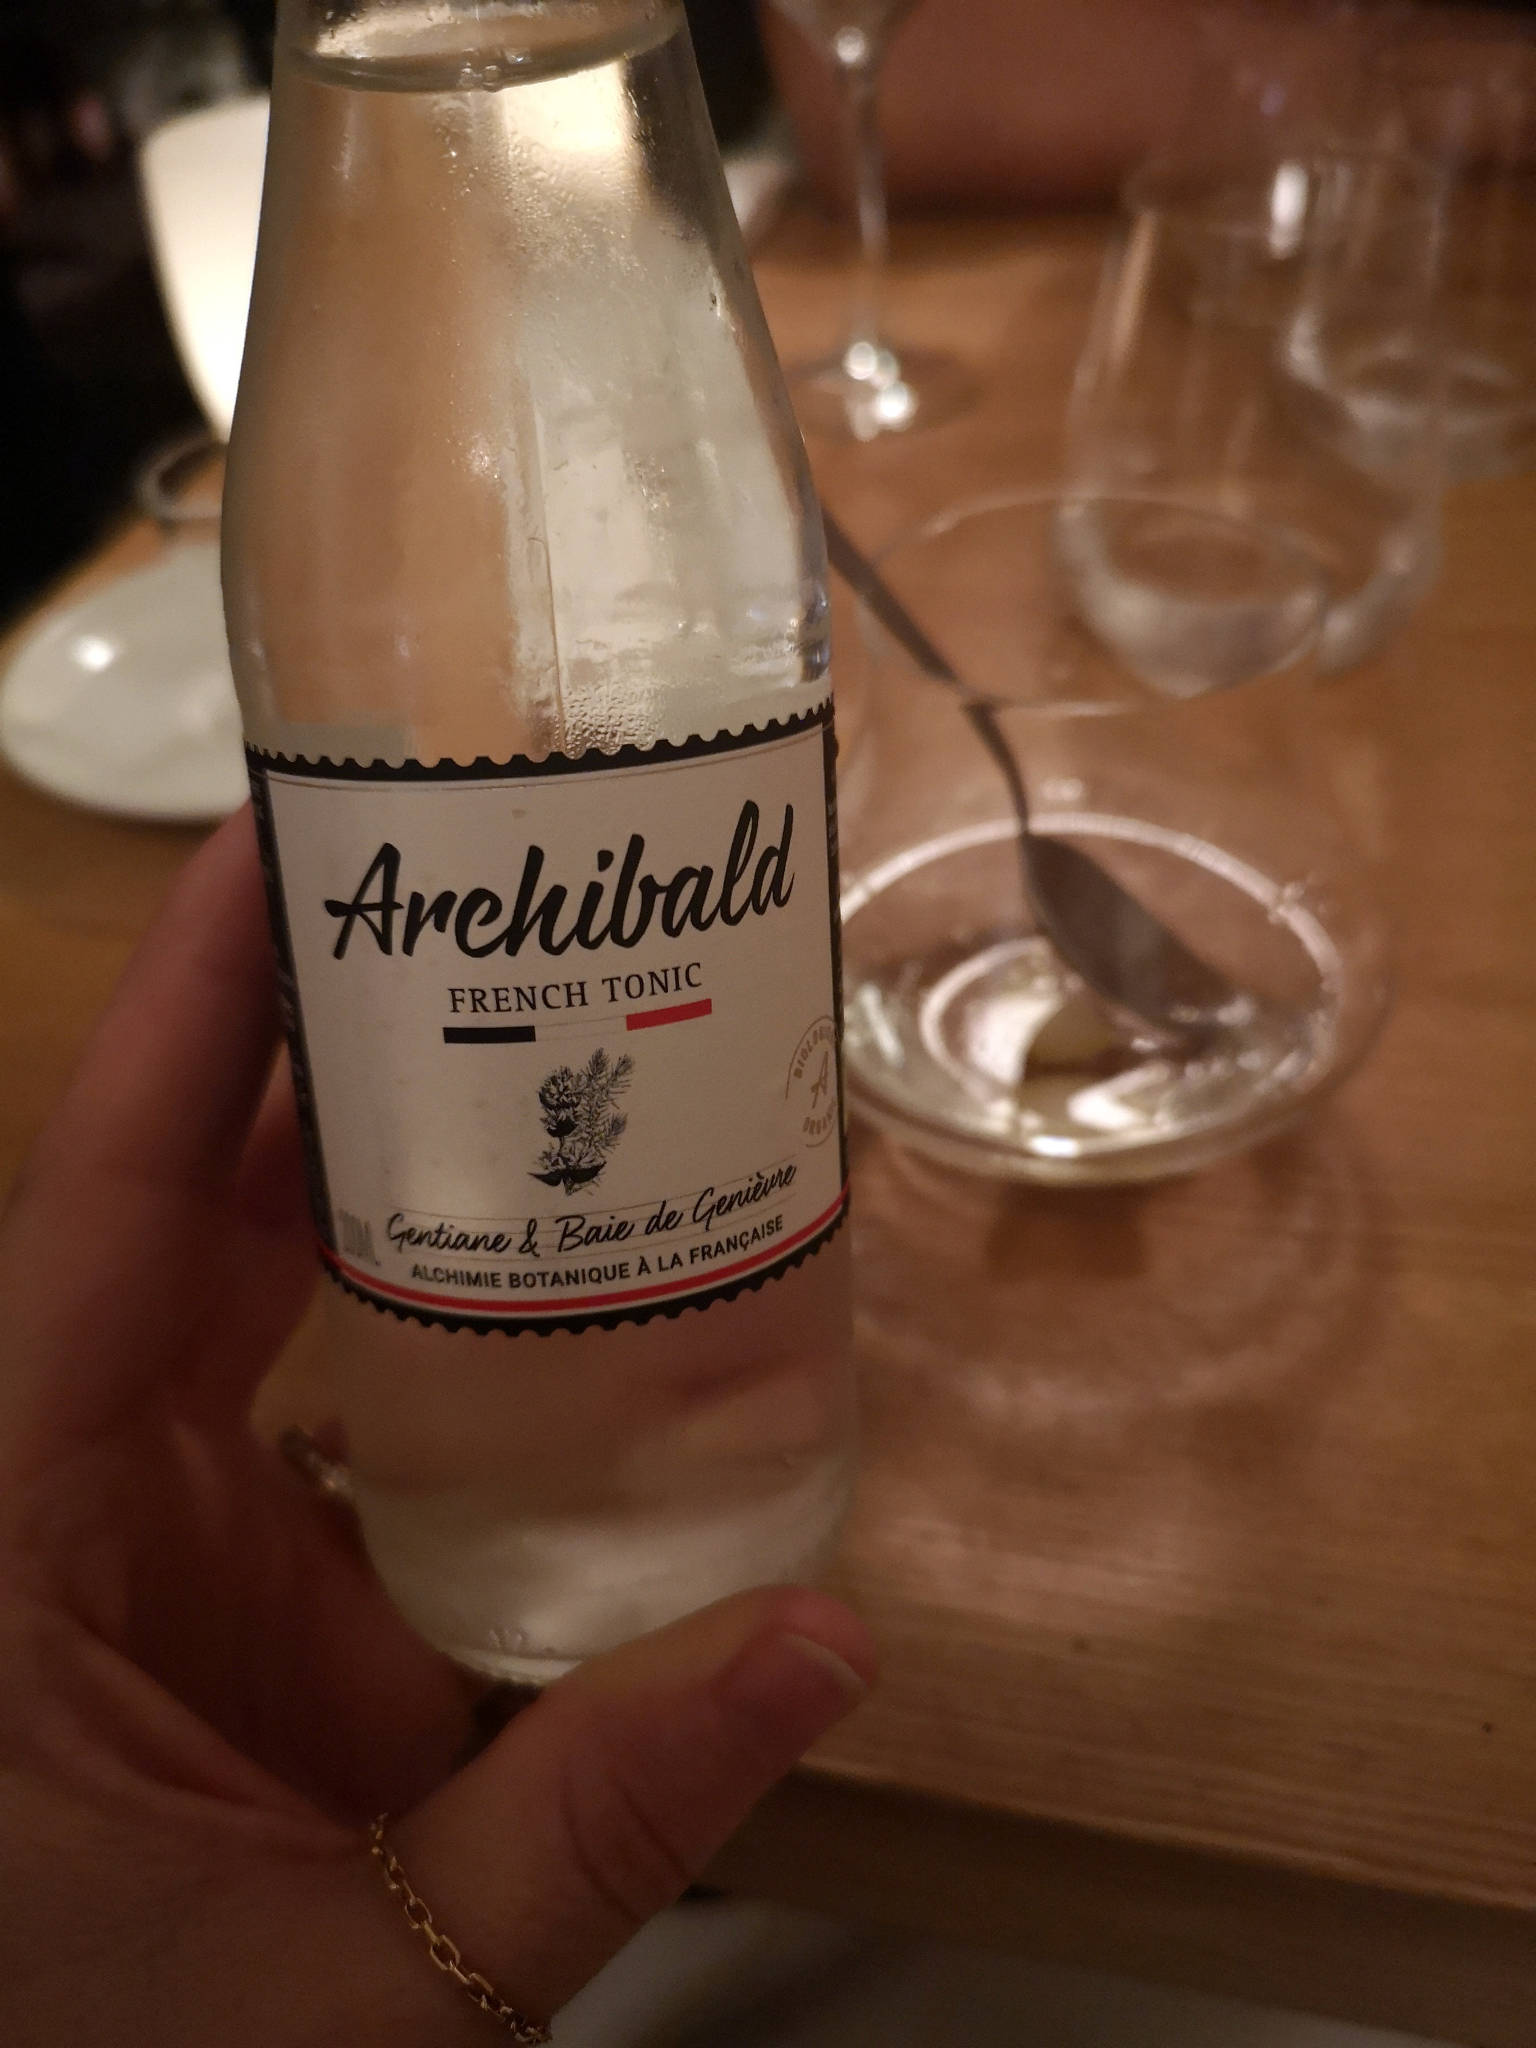 Archibald
FRENCH TONIC
Gentiane & Baie de Genièvre
ALCHIMIE BOTANIQUE À LA FRANÇAISE